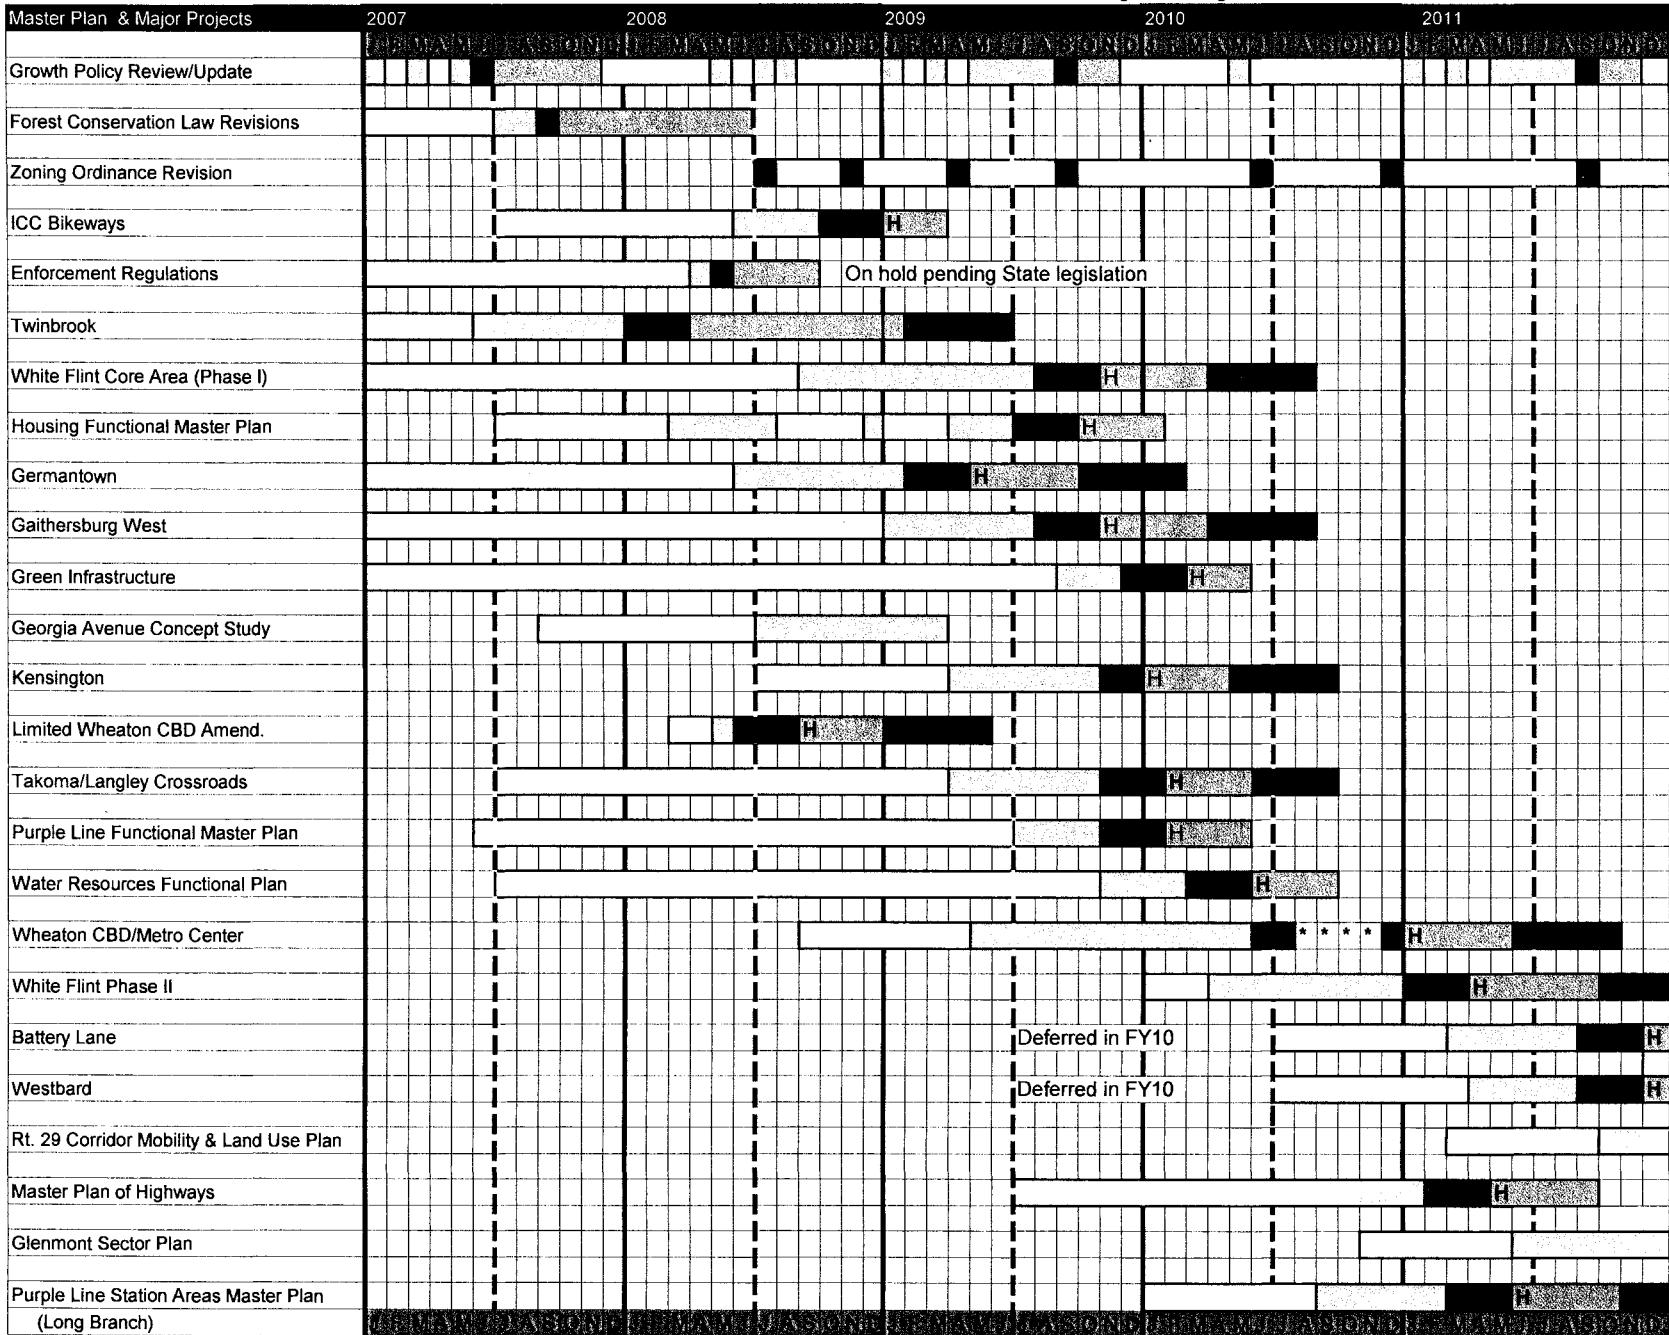 Master Plan & Major Projects 2007 2008 2009 2010 2011
J F M A M J J A S O N D J F M A M J J A S O N D J F M A M J J A S O N D J F M A M J J A S O N D J F M A M J J A S O N D
Growth Policy Review/Update
Forest Conservation Law Revisions
Zoning Ordinance Revision
ICC Bikeways H
Enforcement Regulations On hold pending State legislation
Twinbrook
White Flint Core Area (Phase I) H
Housing Functional Master Plan H
Germantown H
Gaithersburg West H
Green Infrastructure H
Georgia Avenue Concept Study
Kensington H
Limited Wheaton CBD Amend. H
Takoma/Langley Crossroads H
Purple Line Functional Master Plan H
Water Resources Functional Plan H
Wheaton CBD/Metro Center * * * * H
White Flint Phase II H
Battery Lane Deferred in FY10 H
Westbard Deferred in FY10 H
Rt. 29 Corridor Mobility & Land Use Plan
Master Plan of Highways H
Glenmont Sector Plan
Purple Line Station Areas Master Plan H
(Long Branch) J F M A M J J A S O N D J F M A M J J A S O N D J F M A M J J A S O N D J F M A M J J A S O N D J F M A M J J A S O N D